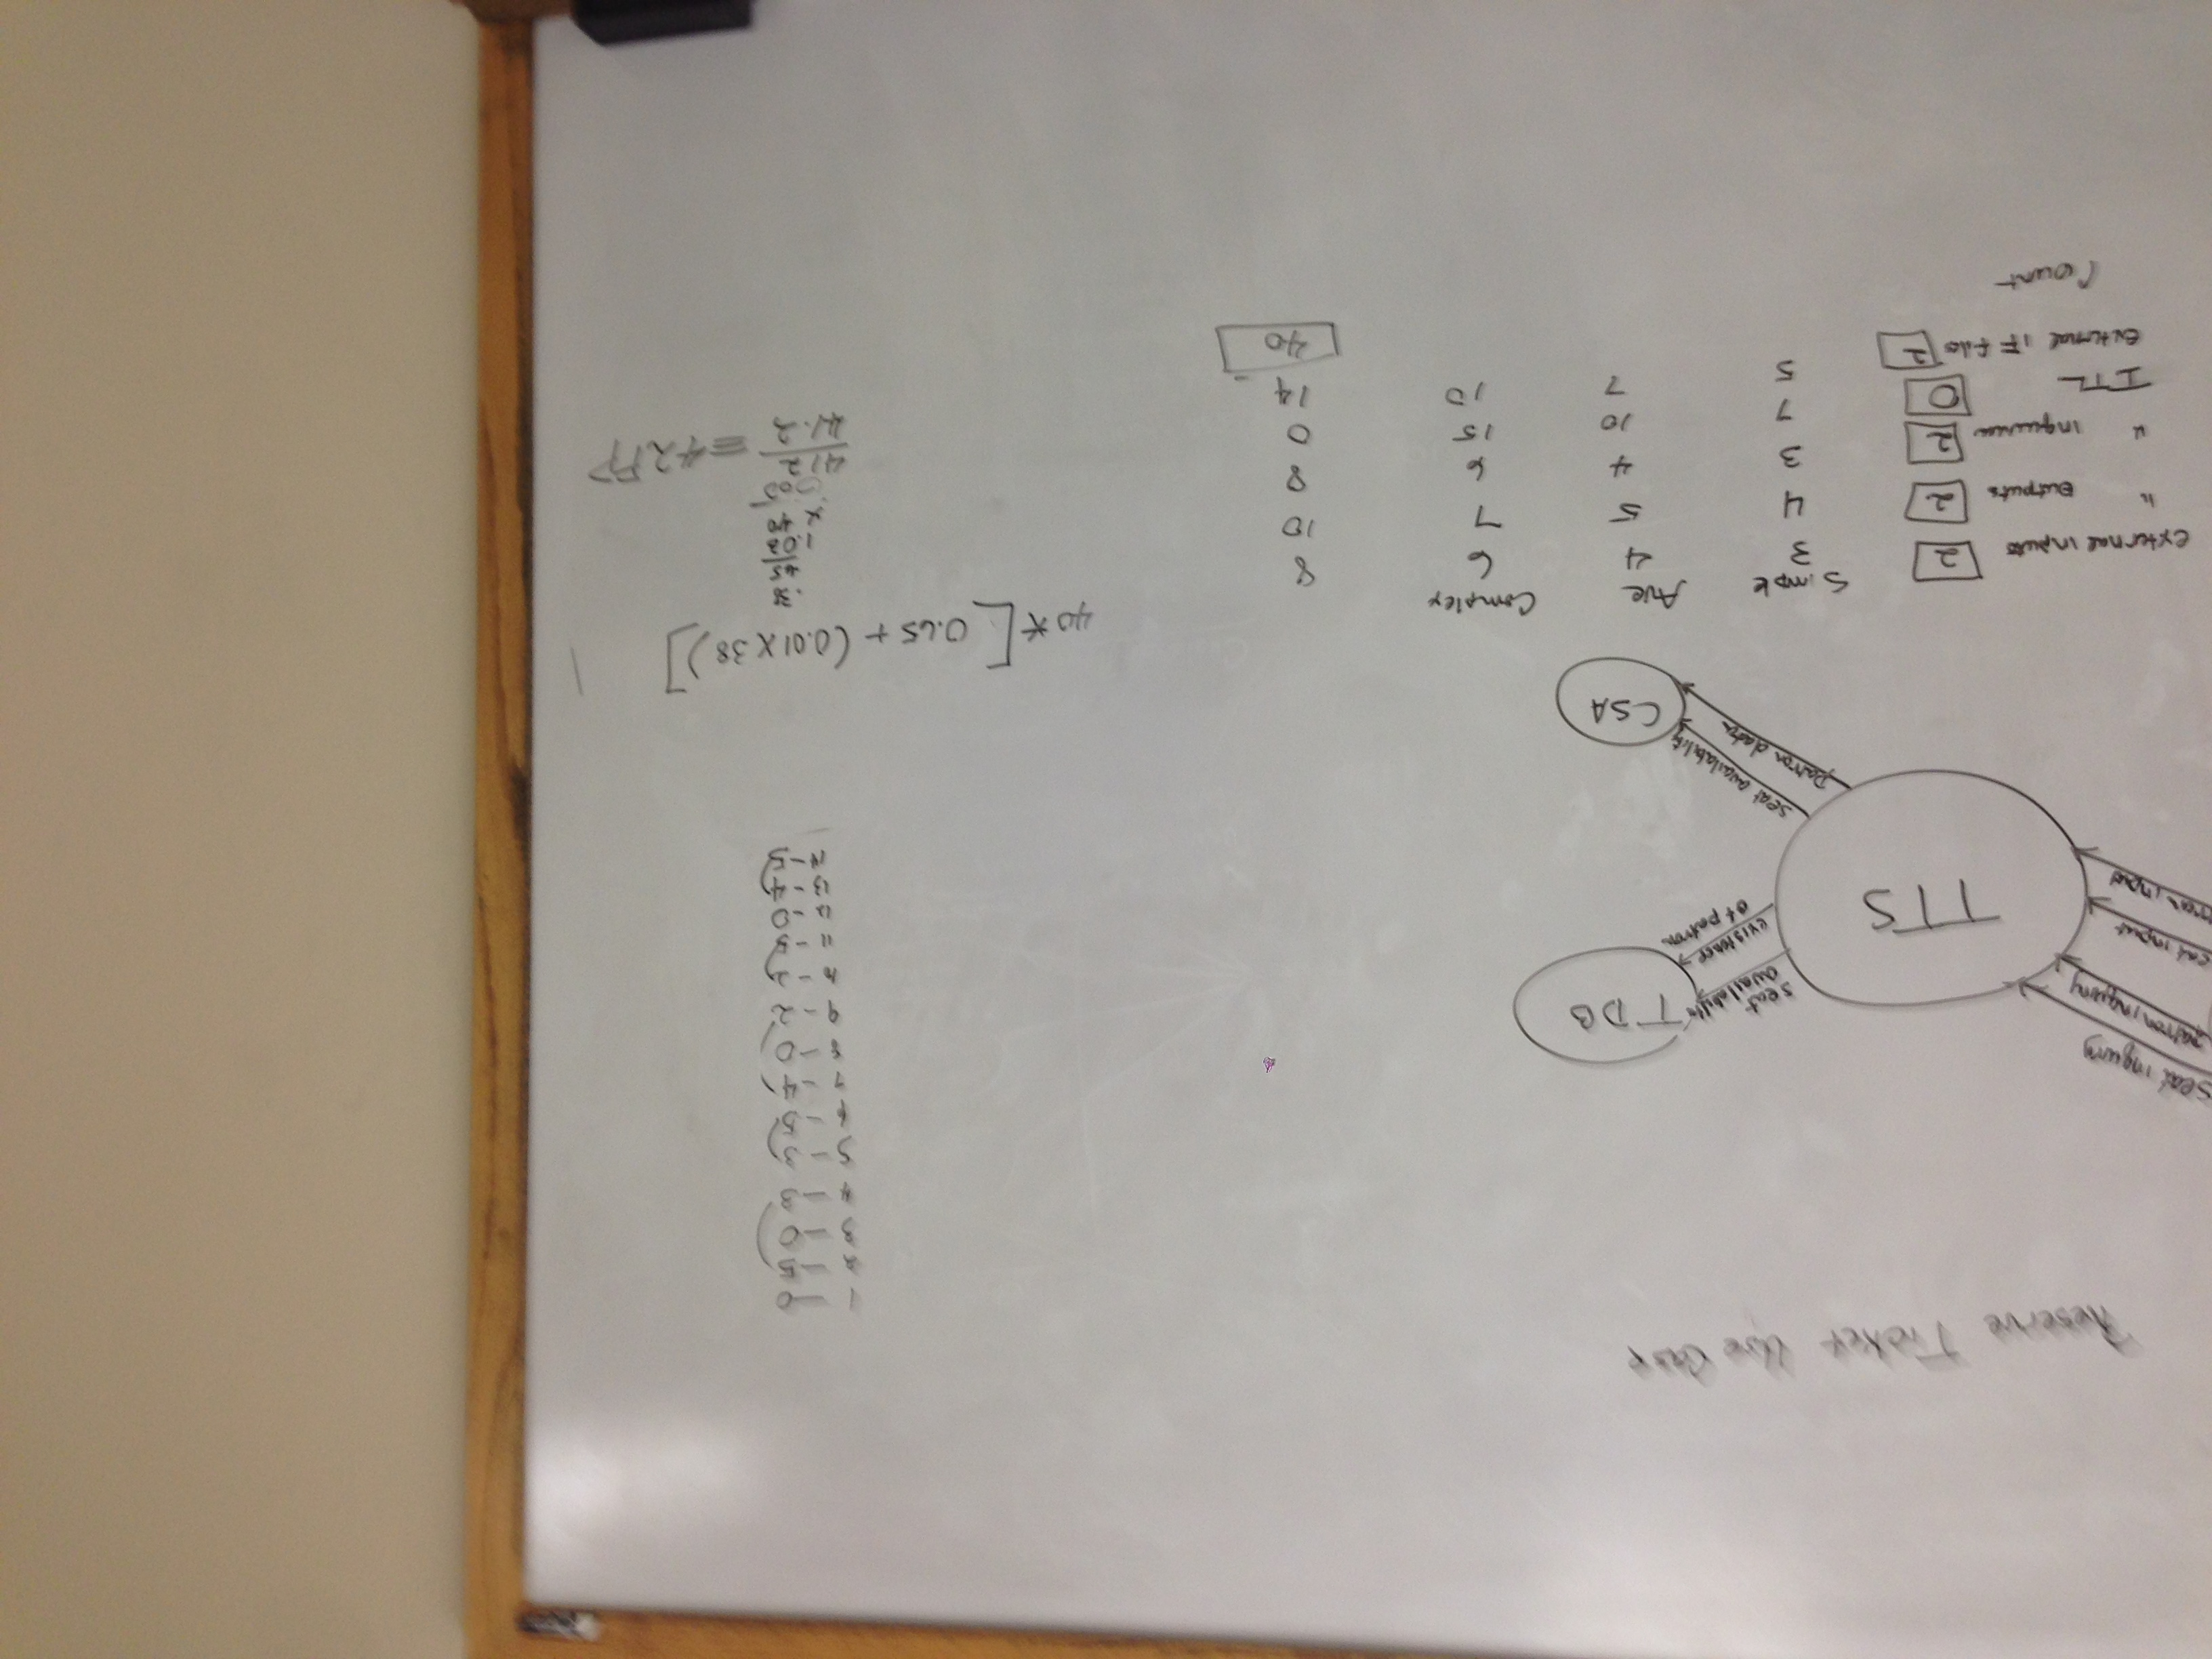 Reserve Ticket Use Case
1 - 0
2 - 5
3 - 0
4 - 3
5 - 3
6 - 5
7 - 4
8 - 0
9 - 2
10 - 2
11 - 5
12 - 0
13 - 4
14 - 5
seat inquiry
patron inquiry
eat input
input
TTS
seat
availability
existence
of patron
TDB
seat availability
patron data
CSA
40 * [ 0.65 + (0.01 x 38) ]
.38
.65
1.03
x 40
000
412
41.2 = 42 FP
Simple Ave Complex
external inputs 2 3 4 6 8
" outputs 2 4 5 7 10
" inquiries 2 3 4 6 8
ITL 0 7 10 15 0
External IF files 2 5 7 10 14
40
Count